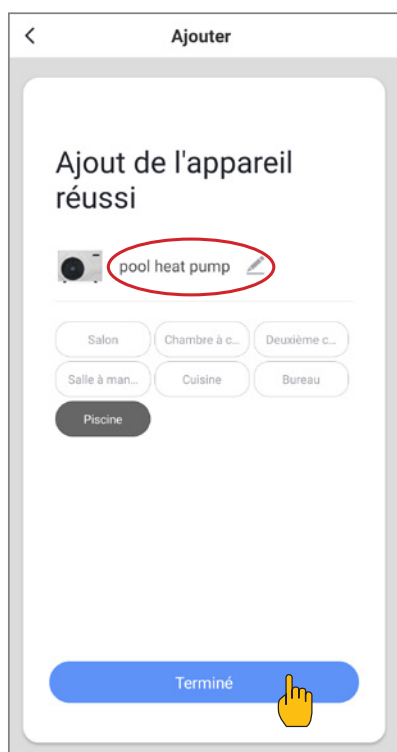 Ajouter
Ajout de l'appareil
réussi
pool heat pump
Salon
Chambre à c...
Deuxième c...
Salle à man...
Cuisine
Bureau
Piscine
Terminé